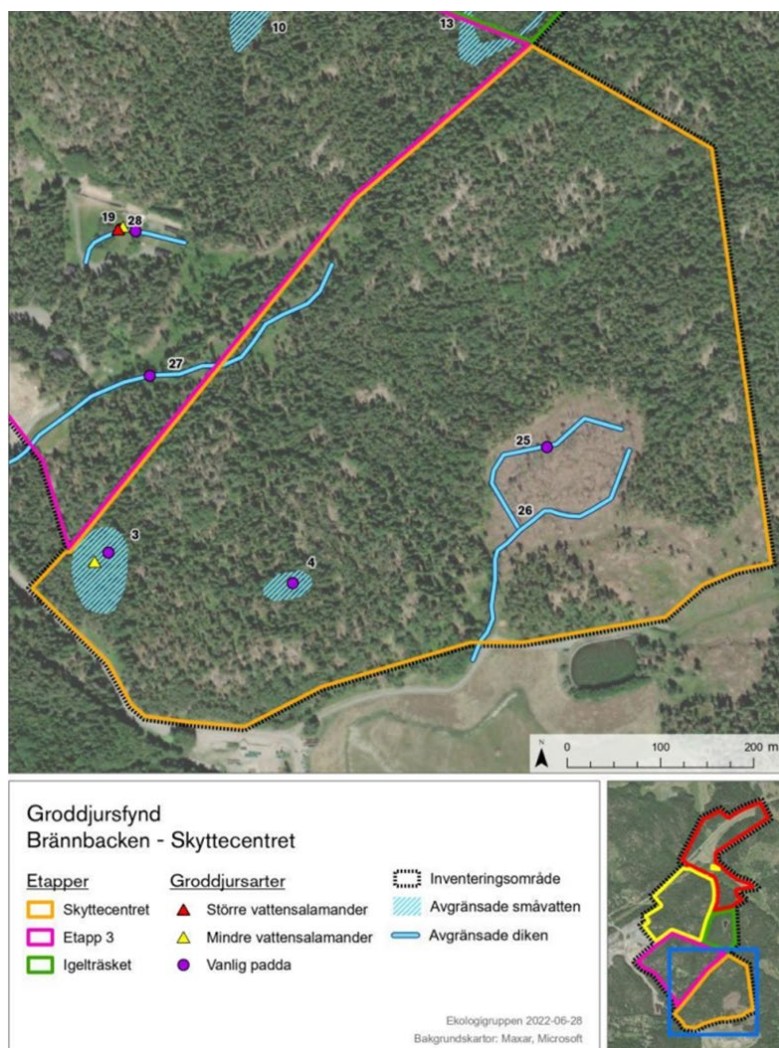 10
13
19 28
27
25
26
3
4
N
0 100 200 m
Groddjursfynd
Brännbacken - Skyttecentret
Etapper
Skyttecentret
Etapp 3
Igelträsket
Groddjursarter
Större vattensalamander
Mindre vattensalamander
Vanlig padda
Inventeringsområde
Avgränsade småvatten
Avgränsade diken
Ekologigruppen 2022-06-28
Bakgrundskartor: Maxar, Microsoft